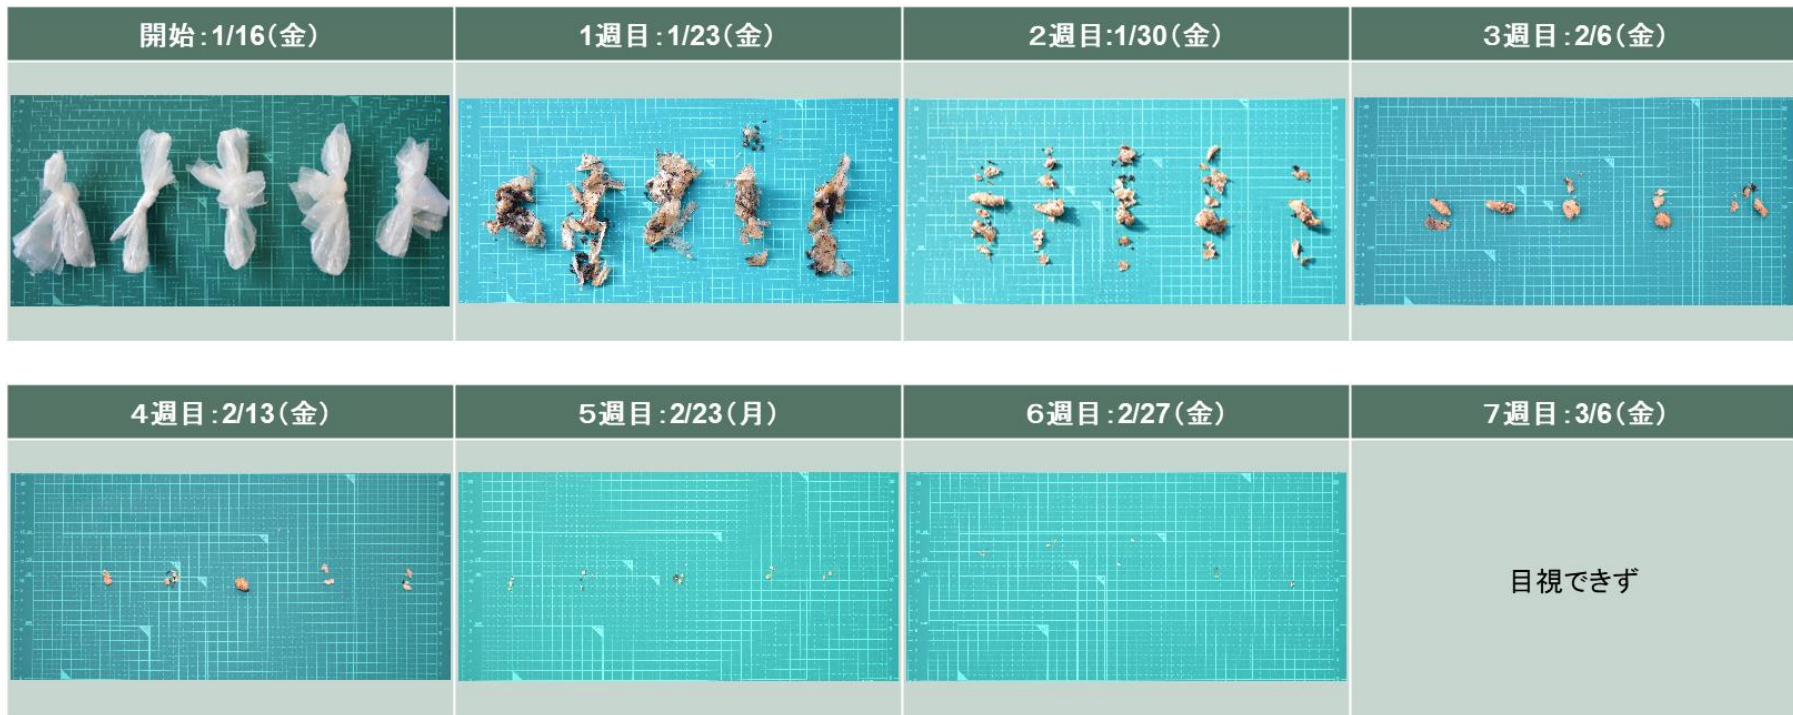 開始：1/16（金）
1週目：1/23（金）
２週目:1/30（金）
３週目：2/6（金）
４週目：2/13（金）
５週目：2/23（月）
６週目：2/27（金）
７週目：3/6（金）
目視できず